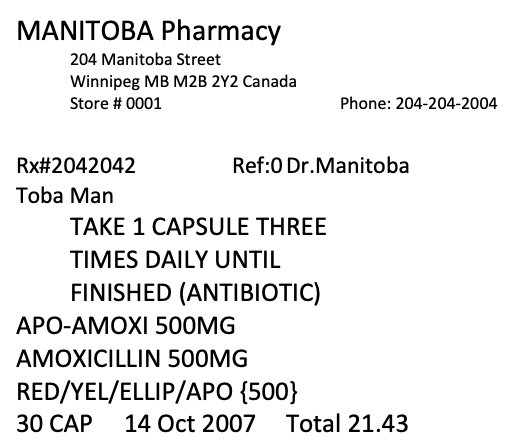 MANITOBA Pharmacy
204 Manitoba Street
Winnipeg MB M2B 2Y2 Canada
Store # 0001 Phone: 204-204-2004
Rx#2042042 Ref:0 Dr.Manitoba
Toba Man
TAKE 1 CAPSULE THREE
TIMES DAILY UNTIL
FINISHED (ANTIBIOTIC)
APO-AMOXI 500MG
AMOXICILLIN 500MG
RED/YEL/ELLIP/APO {500}
30 CAP 14 Oct 2007 Total 21.43